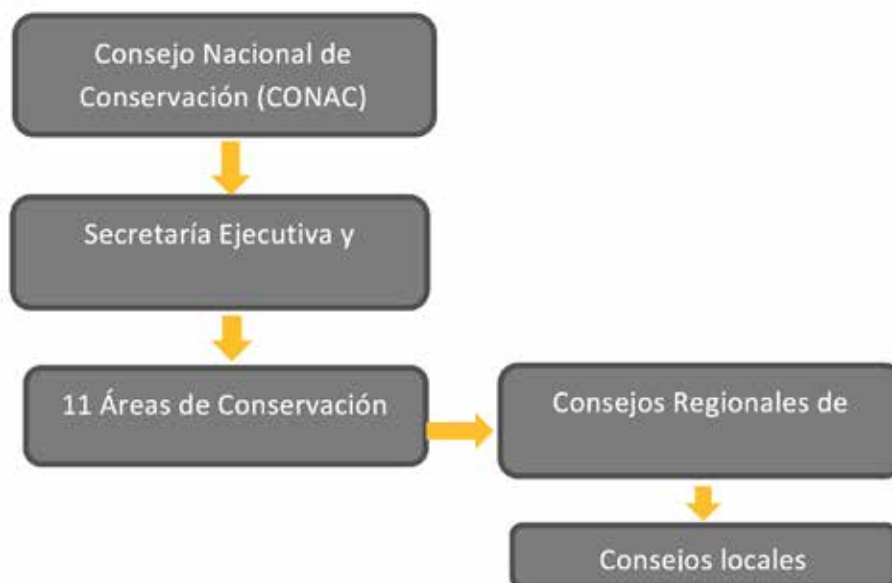 Consejo Nacional de
Conservación (CONAC)
Secretaría Ejecutiva y
11 Áreas de Conservación
Consejos Regionales de
Consejos locales